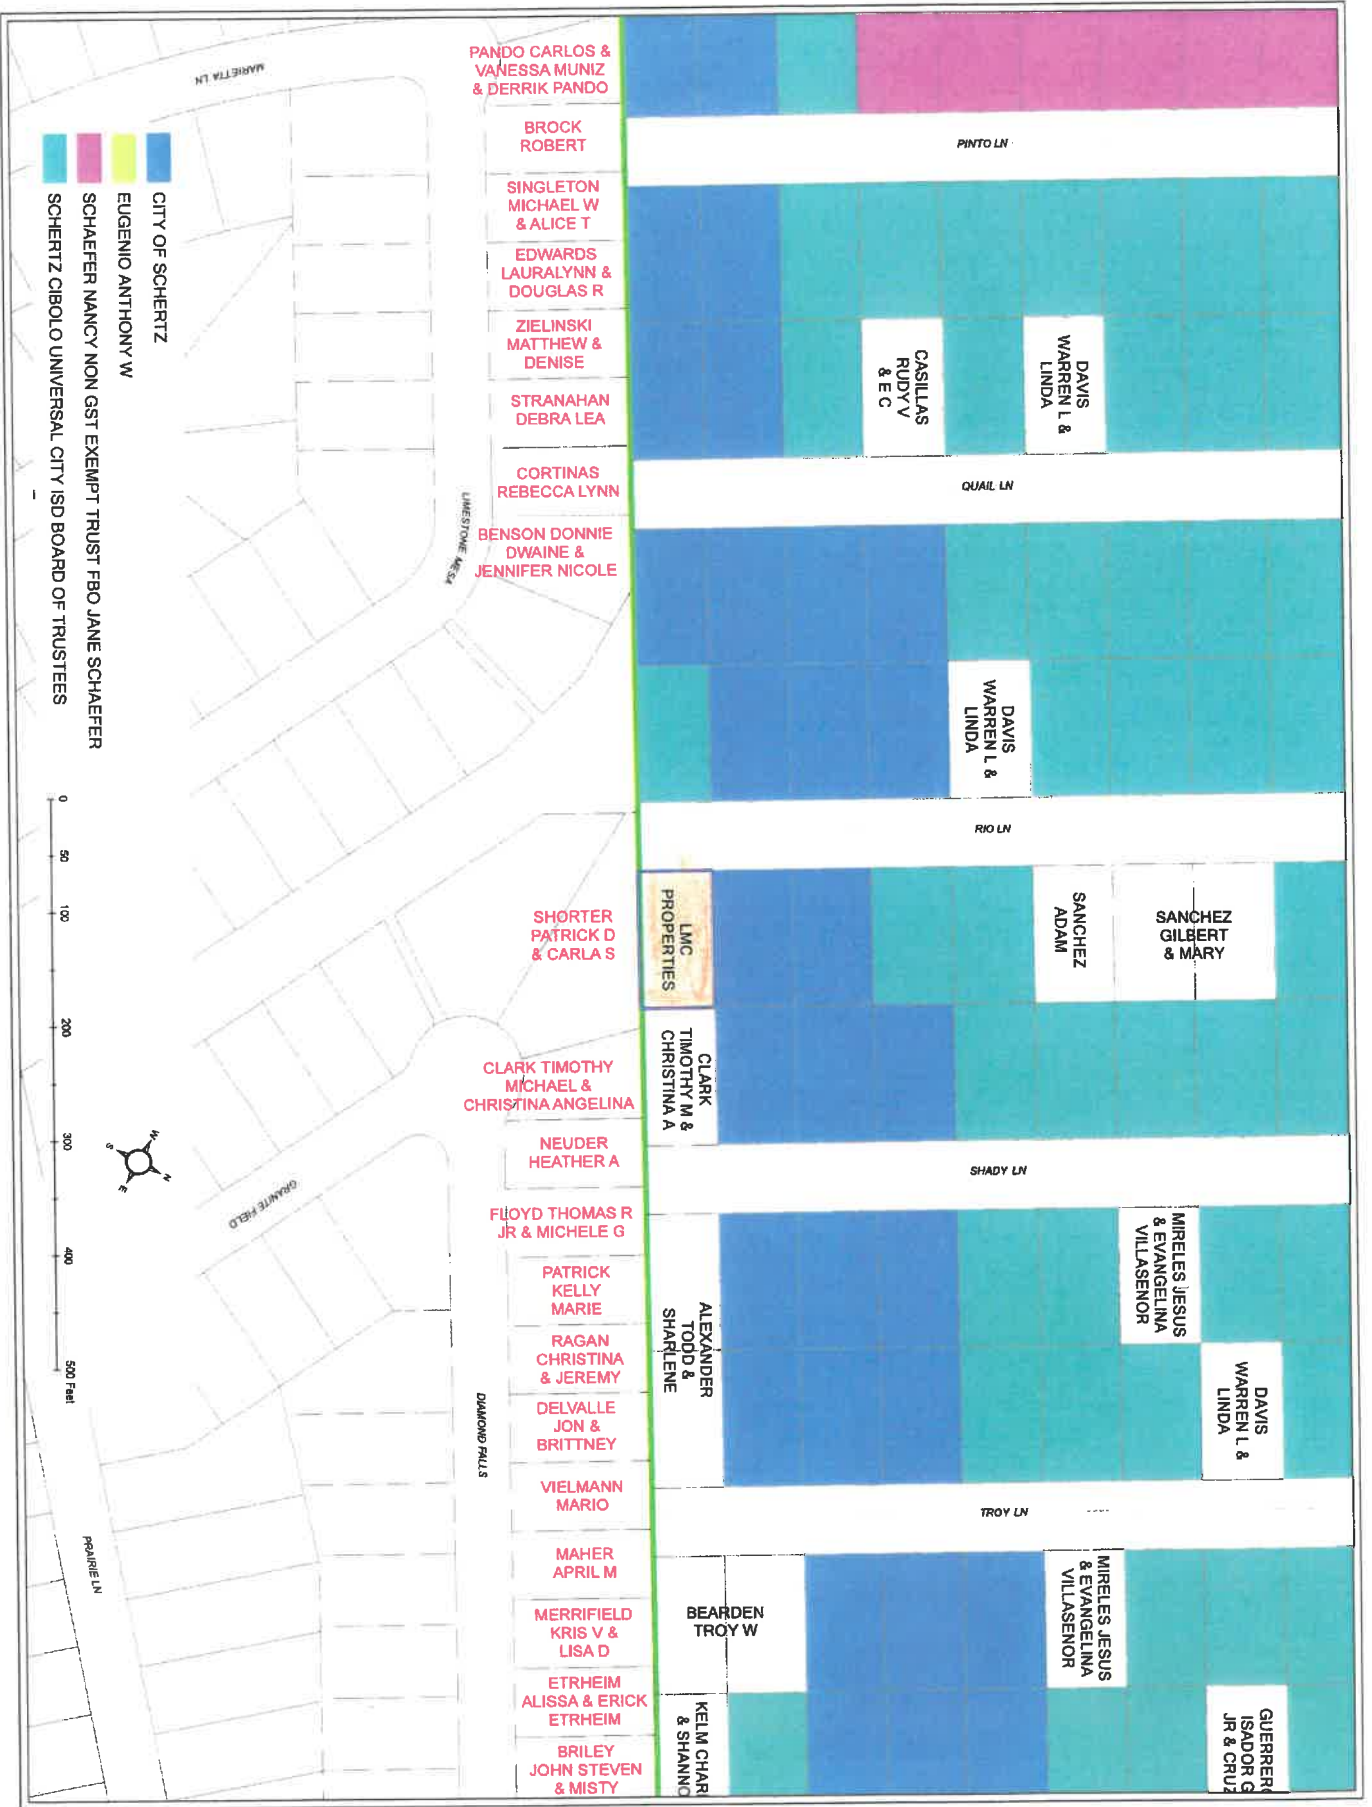 PANDO CARLOS &
VANESSA MUNIZ
& DERRIK PANDO
BROCK
ROBERT
SINGLETON
MICHAEL W
& ALICE T
EDWARDS
LAURALYNN &
DOUGLAS R
ZIELINSKI
MATTHEW &
DENISE
STRANAHAN
DEBRA LEA
CORTINAS
REBECCA LYNN
BENSON DONNIE
DWAINE &
JENNIFER NICOLE
SHORTER
PATRICK D
& CARLA S
CLARK TIMOTHY
MICHAEL &
CHRISTINA ANGELINA
NEUDER
HEATHER A
FLOYD THOMAS R
JR & MICHELE G
PATRICK
KELLY
MARIE
RAGAN
CHRISTINA
& JEREMY
DELVALLE
JON &
BRITTNEY
VIELMANN
MARIO
MAHER
APRIL M
MERRIFIELD
KRIS V &
LISA D
ETRHEIM
ALISSA & ERICK
ETRHEIM
BRILEY
JOHN STEVEN
& MISTY
PINTO LN
DAVIS
WARREN L &
LINDA
CASILLAS
RUDY V
& E C
QUAIL LN
DAVIS
WARREN L &
LINDA
RIO LN
LMC
PROPERTIES
SANCHEZ
ADAM
SANCHEZ
GILBERT
& MARY
CLARK
TIMOTHY M &
CHRISTINA A
SHADY LN
MIRELES JESUS
& EVANGELINA
VILLASENOR
ALEXANDER
TODD &
SHARLENE
DAVIS
WARREN L &
LINDA
TROY LN
BEARDEN
TROY W
MIRELES JESUS
& EVANGELINA
VILLASENOR
KELM CHAR
& SHANNO
GUERRER
ISADOR G
JR & CRUZ
MARIETTA LN
LIMESTONE MESA
GRANITE FIELD
DIAMOND FALLS
PRAIRIE LN
CITY OF SCHERTZ
EUGENIO ANTHONY W
SCHAEFER NANCY NON GST EXEMPT TRUST FBO JANE SCHAEFER
SCHERTZ CIBOLO UNIVERSAL CITY ISD BOARD OF TRUSTEES
0 50 100 200 300 400 500 Feet
N
W
E
S